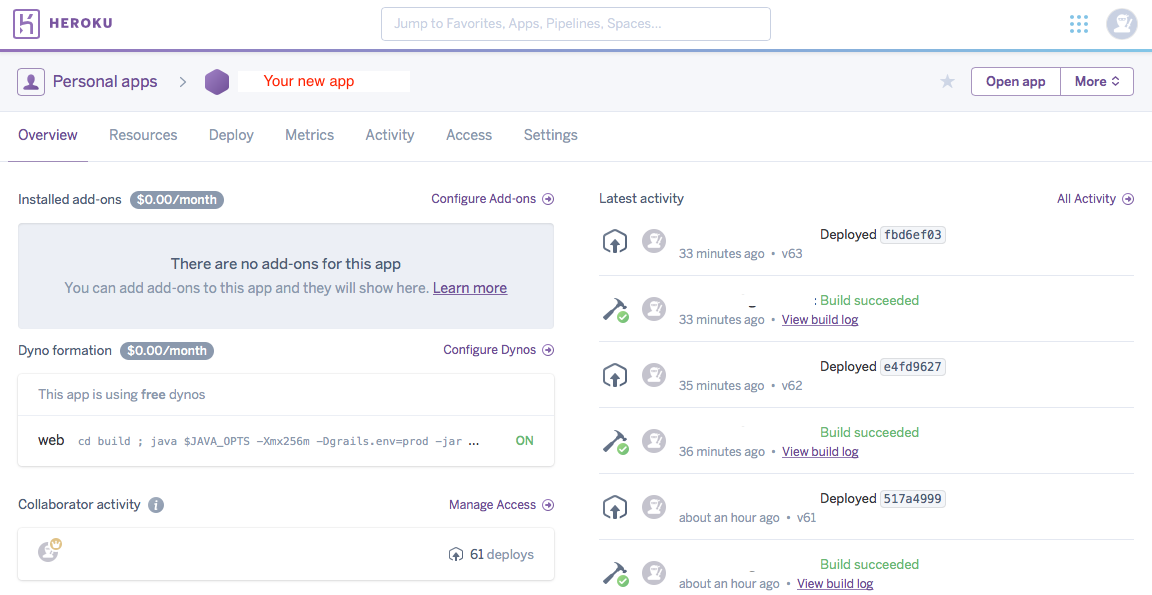 HEROKU
Jump to Favorites, Apps, Pipelines, Spaces...
Personal apps
Your new app
Open app
More
Overview
Resources
Deploy
Metrics
Activity
Access
Settings
Installed add-ons $0.00/month
Configure Add-ons
There are no add-ons for this app
You can add add-ons to this app and they will show here. Learn more
Dyno formation $0.00/month
Configure Dynos
This app is using free dynos
web cd build ; java $JAVA_OPTS -Xmx256m -Dgrails.env=prod -jar ... ON
Collaborator activity
Manage Access
61 deploys
Latest activity
All Activity
Deployed fbd6ef03
33 minutes ago • v63
: Build succeeded
33 minutes ago • View build log
Deployed e4fd9627
35 minutes ago • v62
Build succeeded
36 minutes ago • View build log
Deployed 517a4999
about an hour ago • v61
Build succeeded
about an hour ago • View build log